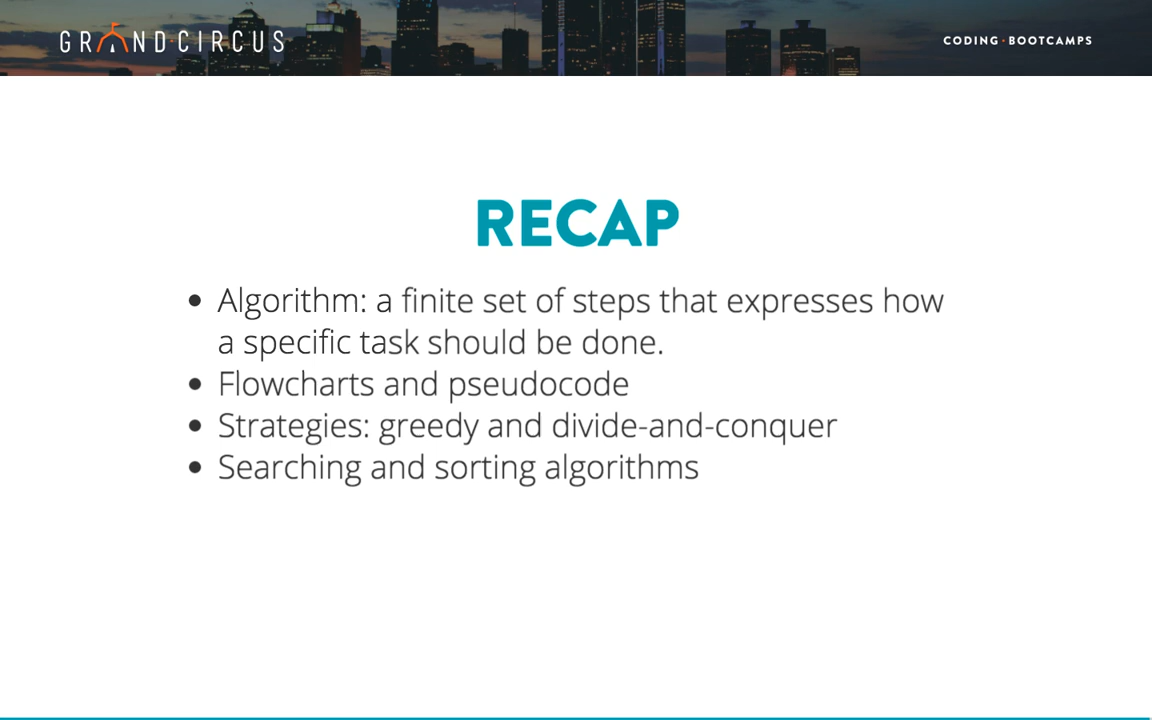 GRANDCIRCUS
CODING·BOOTCAMPS
RECAP
• Algorithm: a finite set of steps that expresses how
a specific task should be done.
• Flowcharts and pseudocode
• Strategies: greedy and divide-and-conquer
• Searching and sorting algorithms